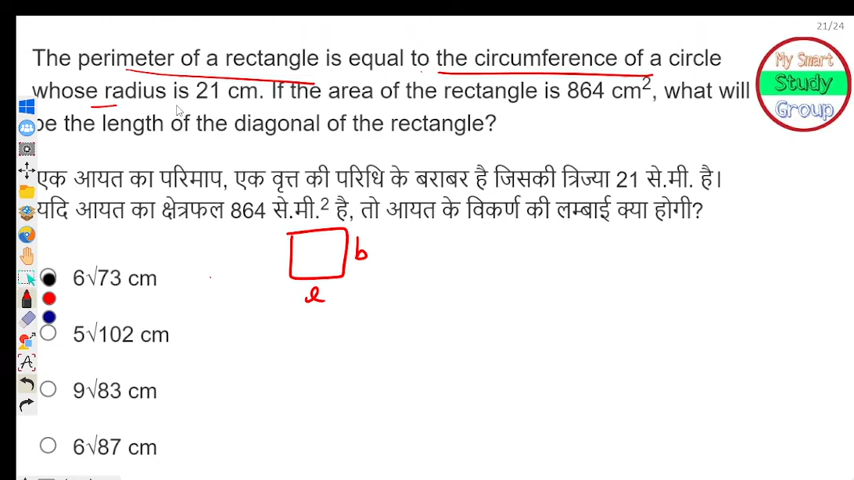 21/24
The perimeter of a rectangle is equal to the circumference of a circle
whose radius is 21 cm. If the area of the rectangle is 864 cm², what will
be the length of the diagonal of the rectangle?
My Smart
Study
Group
एक आयत का परिमाप, एक वृत्त की परिधि के बराबर है जिसकी त्रिज्या 21 से.मी. है।
यदि आयत का क्षेत्रफल 864 से.मी.² है, तो आयत के विकर्ण की लम्बाई क्या होगी?
b
l
6√73 cm
5√102 cm
9√83 cm
6√87 cm